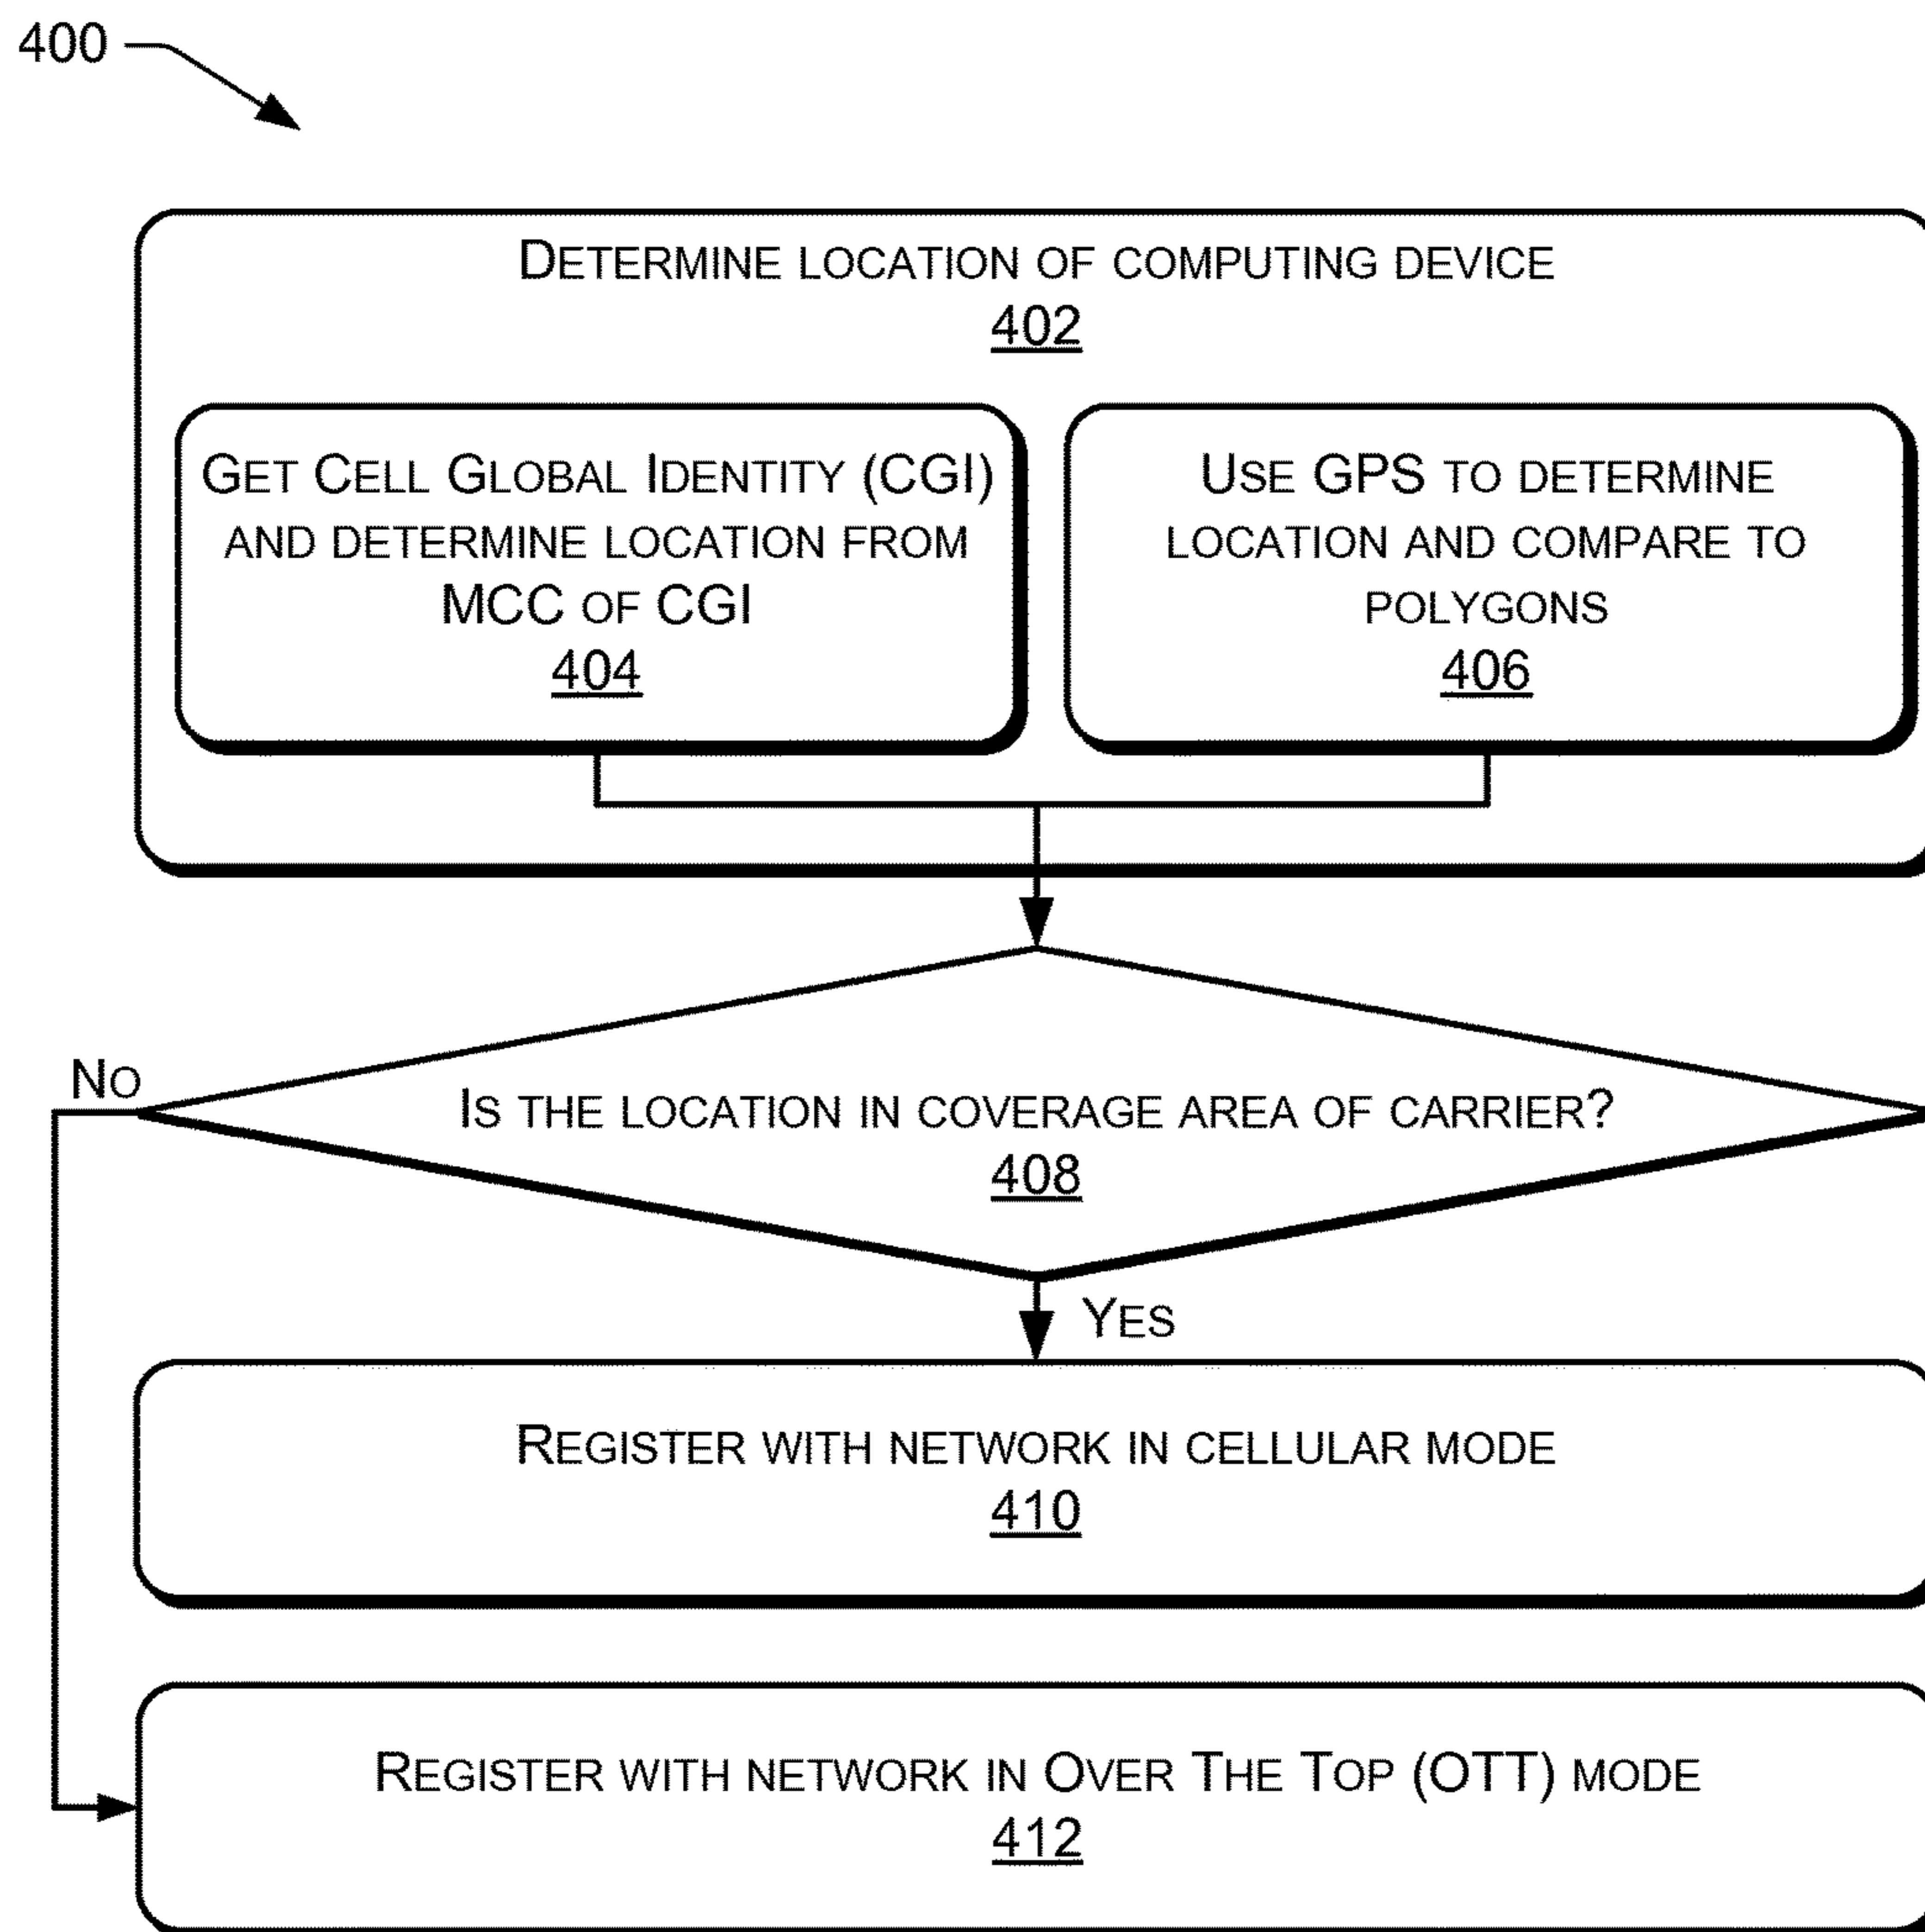 400
DETERMINE LOCATION OF COMPUTING DEVICE
402
GET CELL GLOBAL IDENTITY (CGI)
AND DETERMINE LOCATION FROM
MCC OF CGI
404
USE GPS TO DETERMINE
LOCATION AND COMPARE TO
POLYGONS
406
NO
IS THE LOCATION IN COVERAGE AREA OF CARRIER?
408
YES
REGISTER WITH NETWORK IN CELLULAR MODE
410
REGISTER WITH NETWORK IN OVER THE TOP (OTT) MODE
412